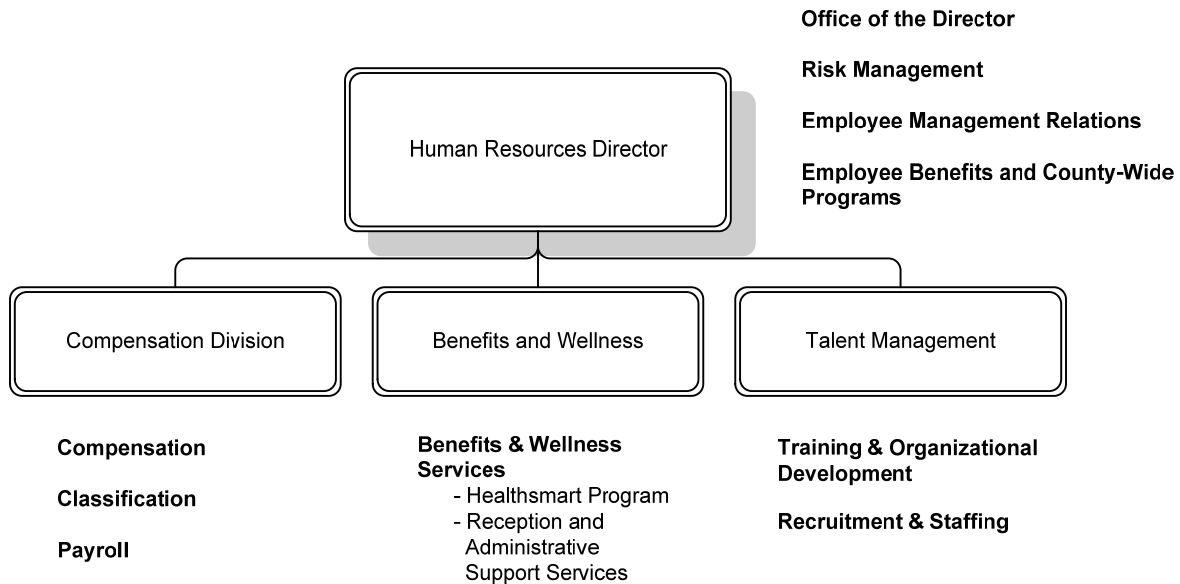 Office of the Director
Risk Management
Employee Management Relations
Employee Benefits and County-Wide
Programs
Human Resources Director
Compensation Division
Benefits and Wellness
Talent Management
Compensation
Classification
Payroll
Benefits & Wellness
Services
- Healthsmart Program
- Reception and
Administrative
Support Services
Training & Organizational
Development
Recruitment & Staffing